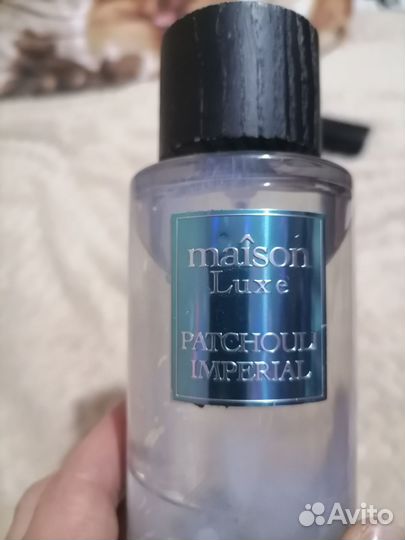 maîson
Luxe
PATCHOULI
IMPERIAL
Avito